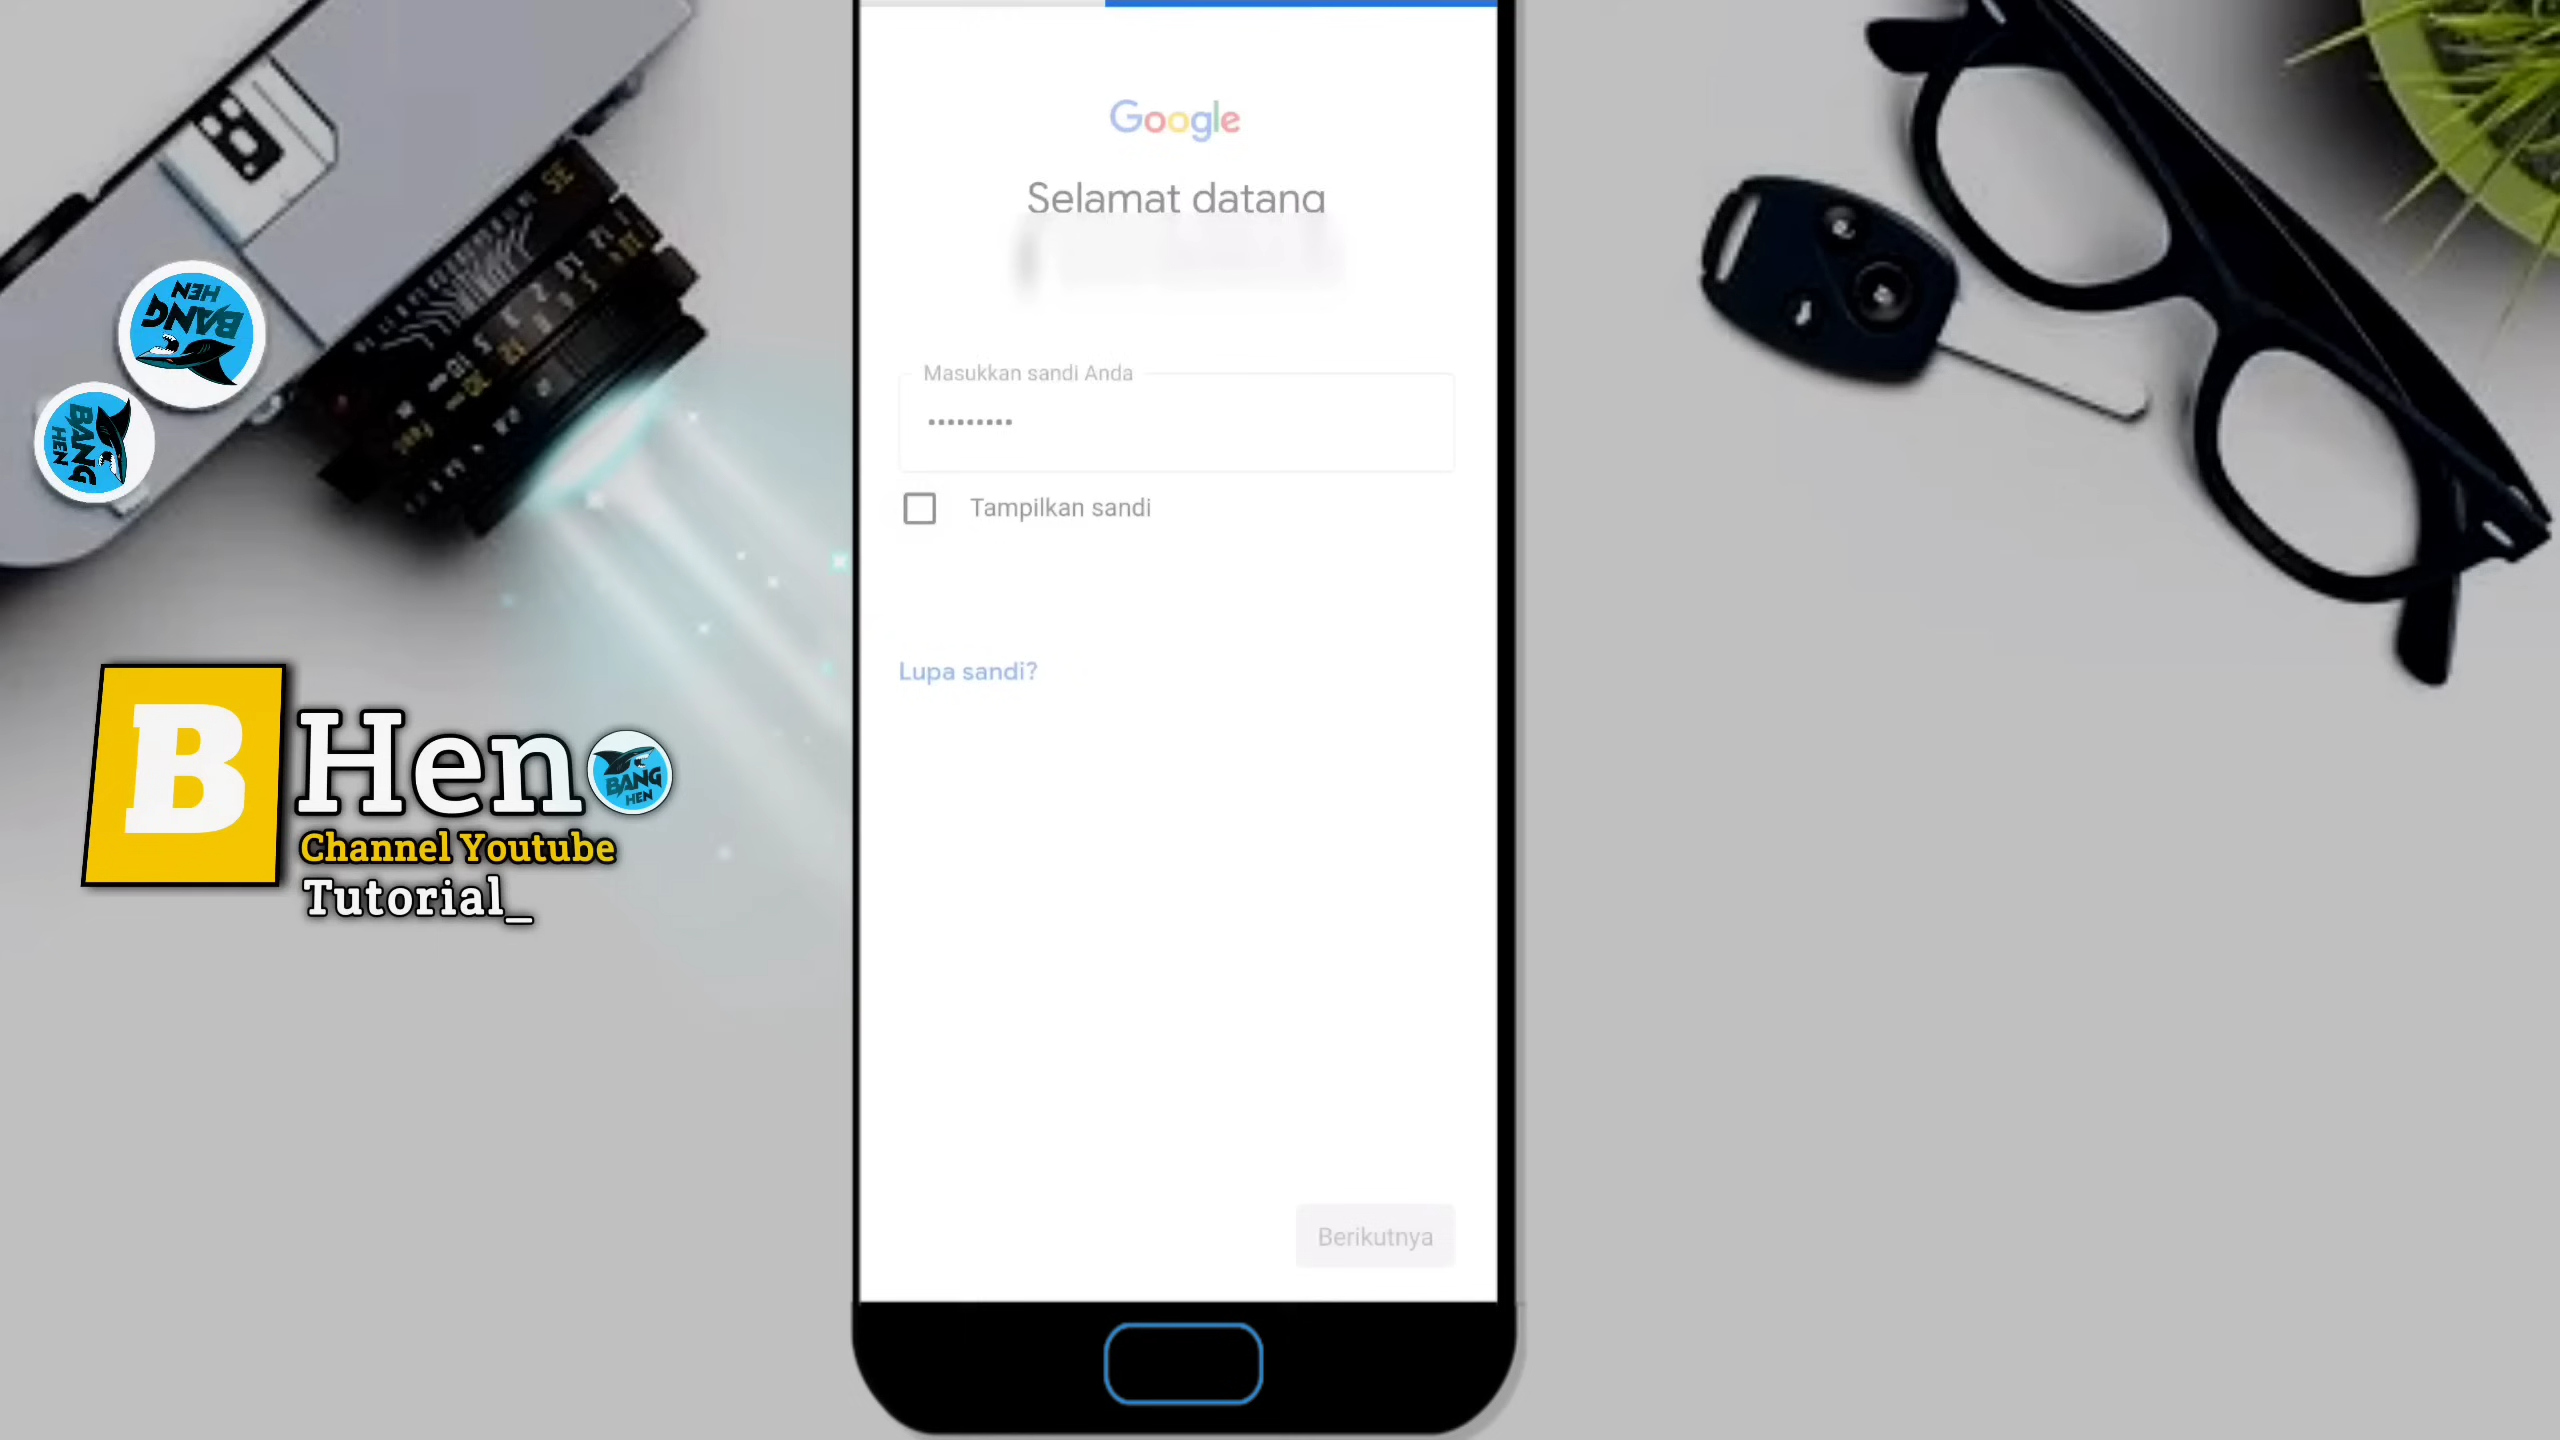 Google
Selamat datang
Masukkan sandi Anda
•••••••••
Tampilkan sandi
Lupa sandi?
Berikutnya
BANG
HEN
BANG
HEN
B Hen
BANG
HEN
Channel Youtube
Tutorial_